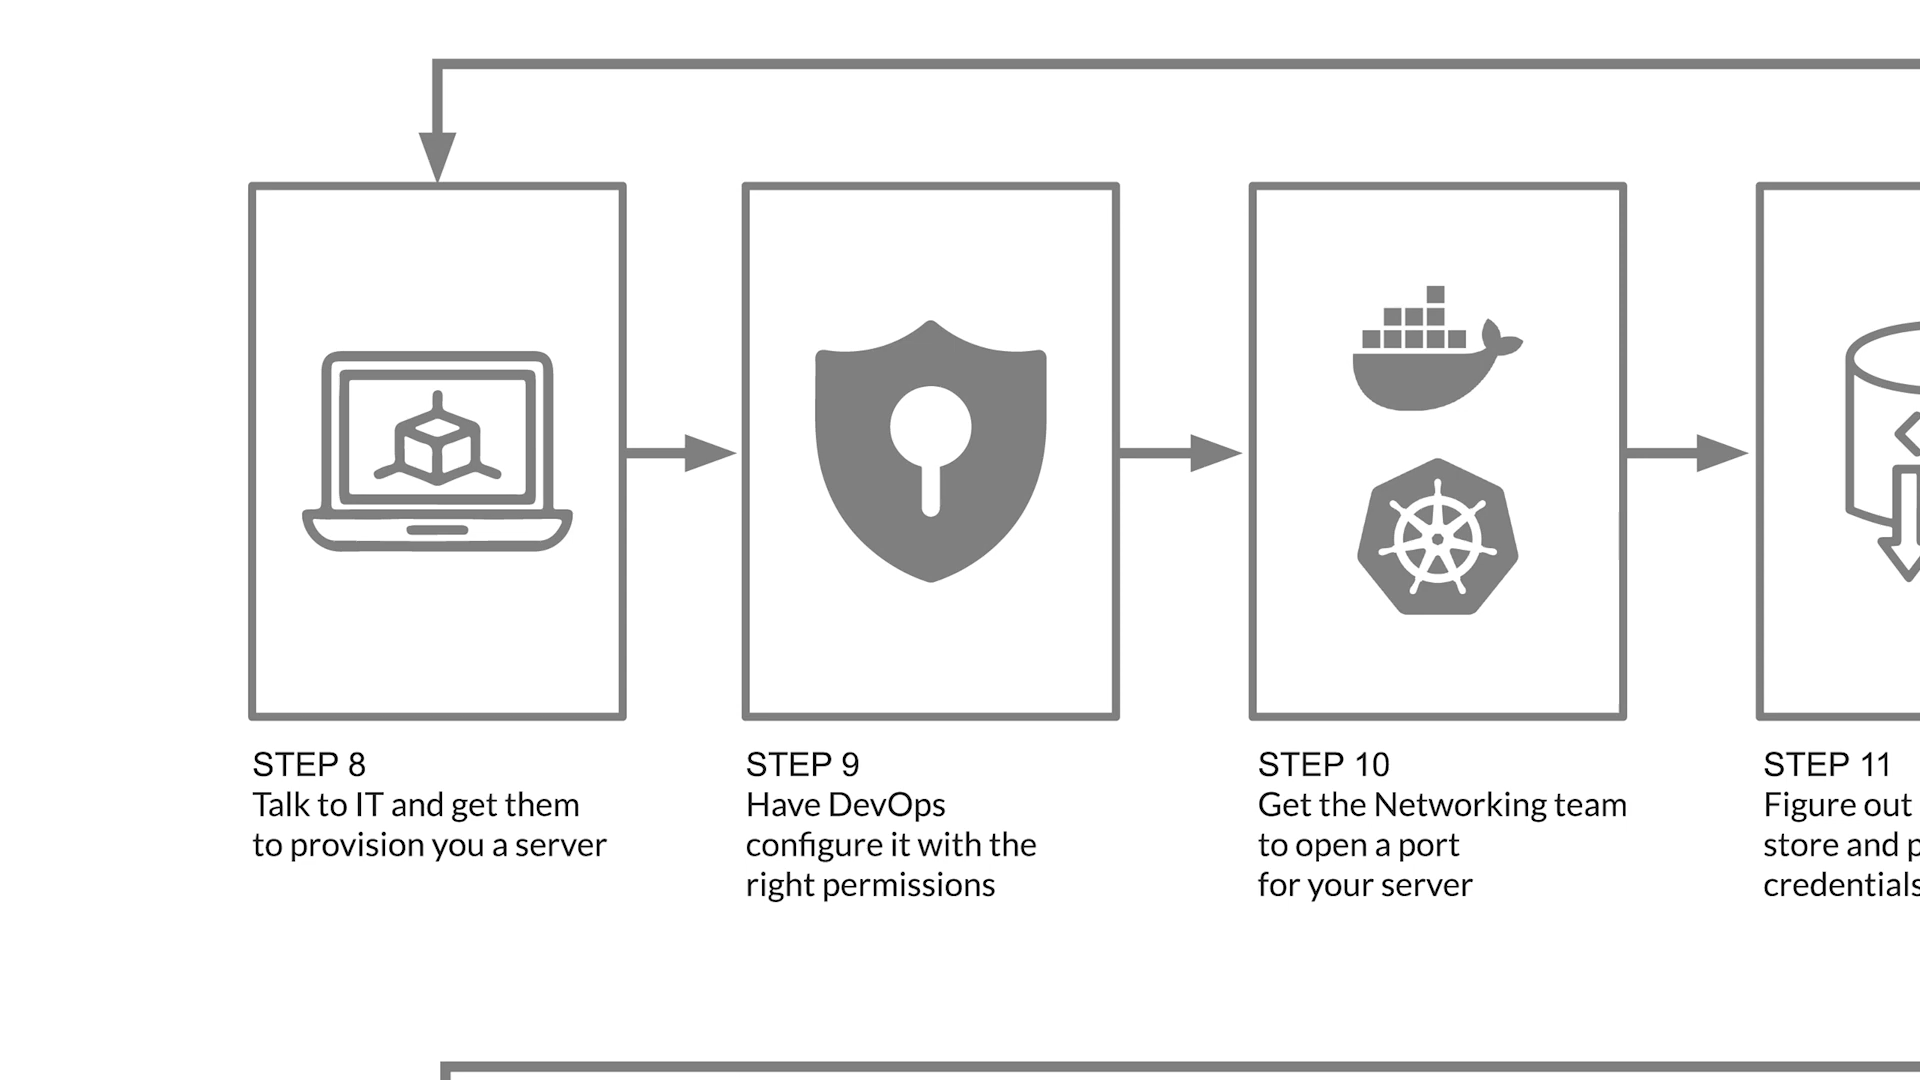 STEP 8
Talk to IT and get them
to provision you a server
STEP 9
Have DevOps
configure it with the
right permissions
STEP 10
Get the Networking team
to open a port
for your server
STEP 11
Figure out
store and
credentials